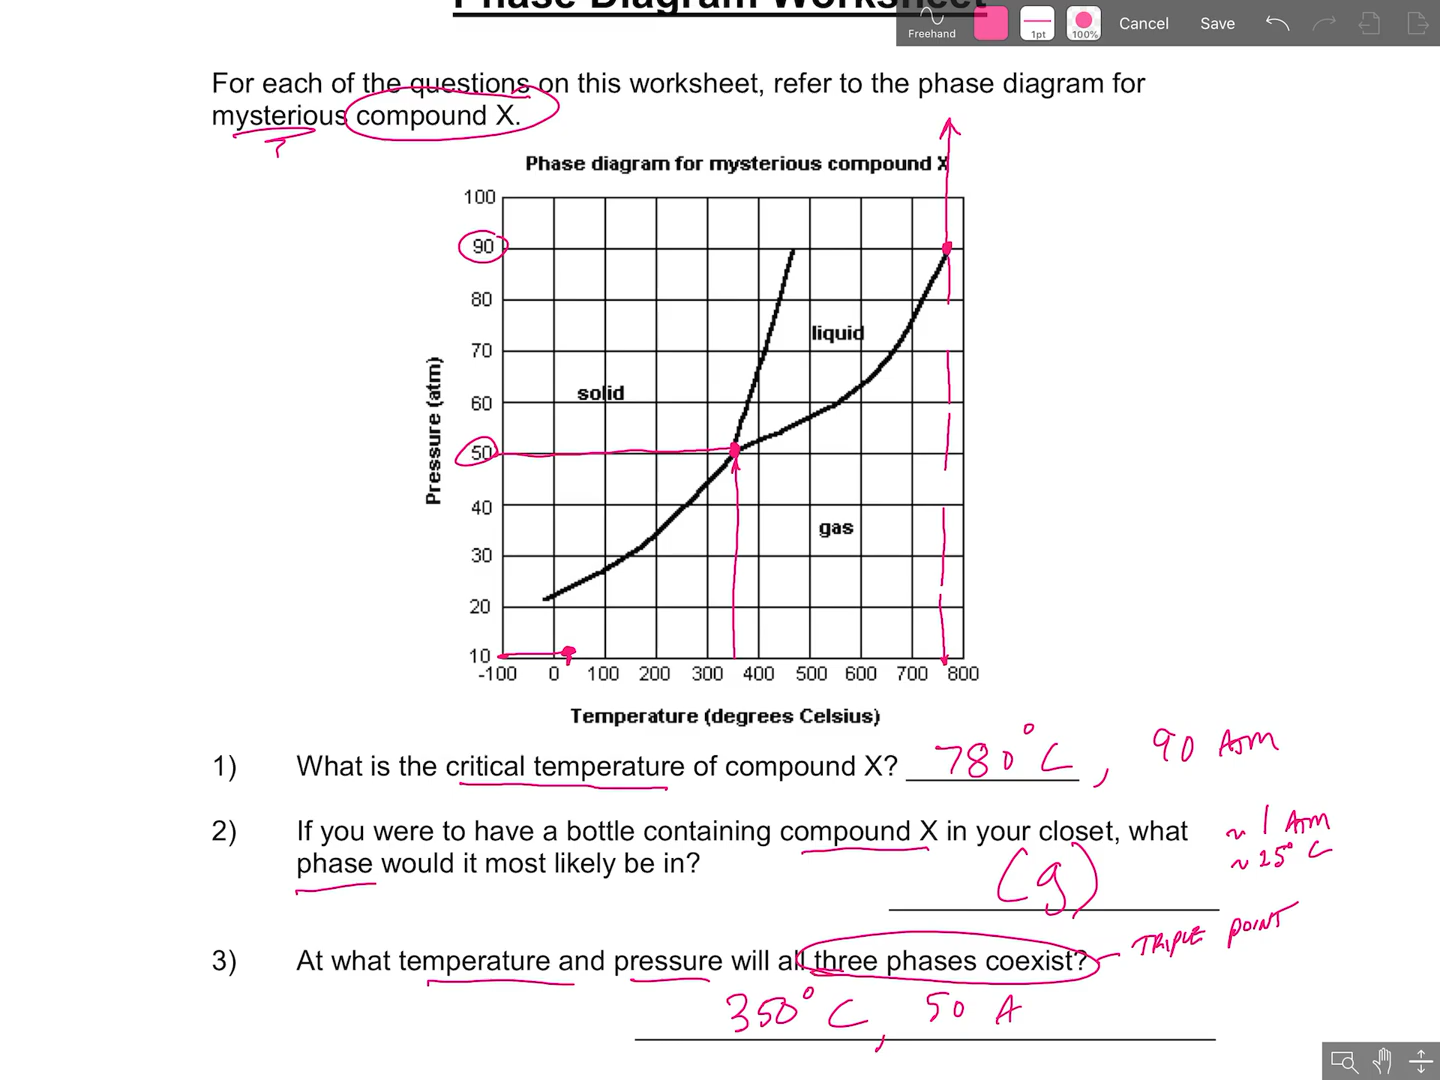 Phase Diagram Worksheet
Freehand
1pt
100%
Cancel
Save
For each of the questions on this worksheet, refer to the phase diagram for
mysterious compound X.
?
Phase diagram for mysterious compound X
100
90
80
70
60
50
40
30
20
10
Pressure (atm)
solid
liquid
gas
-100 0 100 200 300 400 500 600 700 800
Temperature (degrees Celsius)
1) What is the critical temperature of compound X? 780°C, 90 ATM
2) If you were to have a bottle containing compound X in your closet, what
phase would it most likely be in?
~ 1 ATM
~ 25° C
(g)
3) At what temperature and pressure will all three phases coexist?
TRIPLE POINT
350°C, 50 A